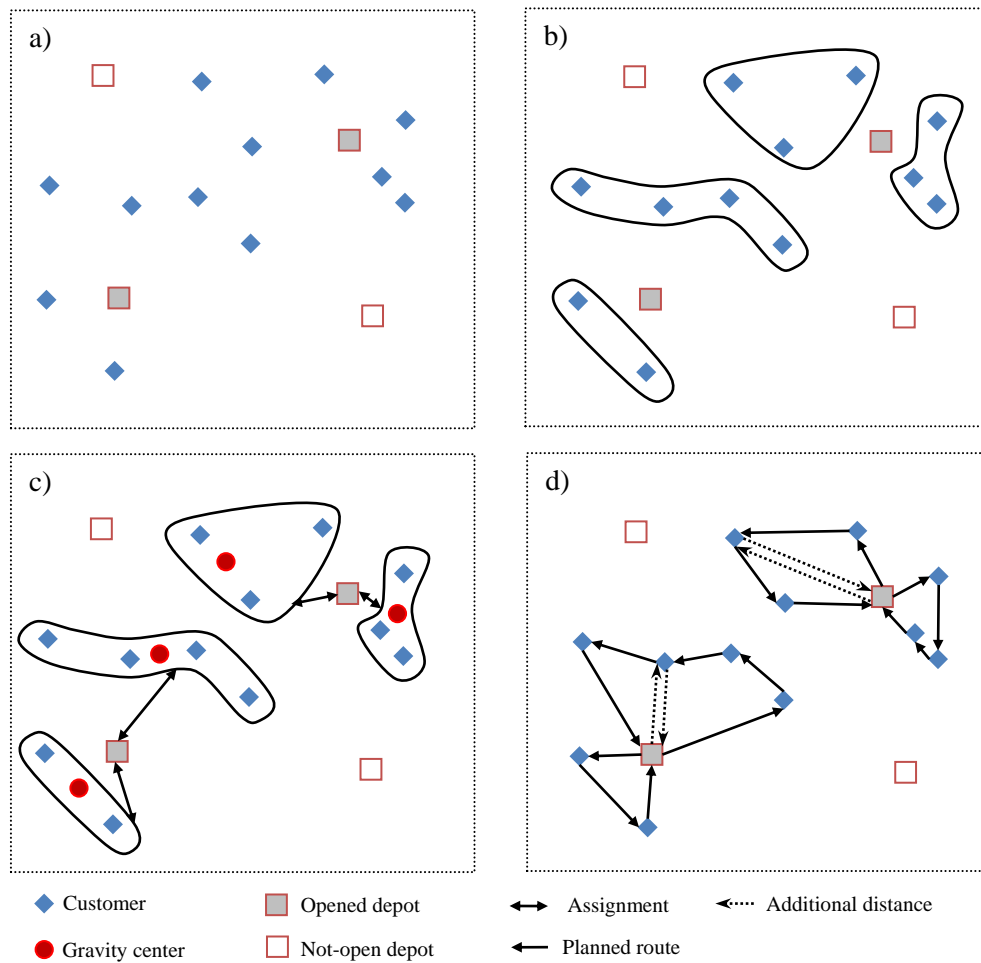 a)
b)
c)
d)
Customer
Opened depot
Assignment
Additional distance
Gravity center
Not-open depot
Planned route